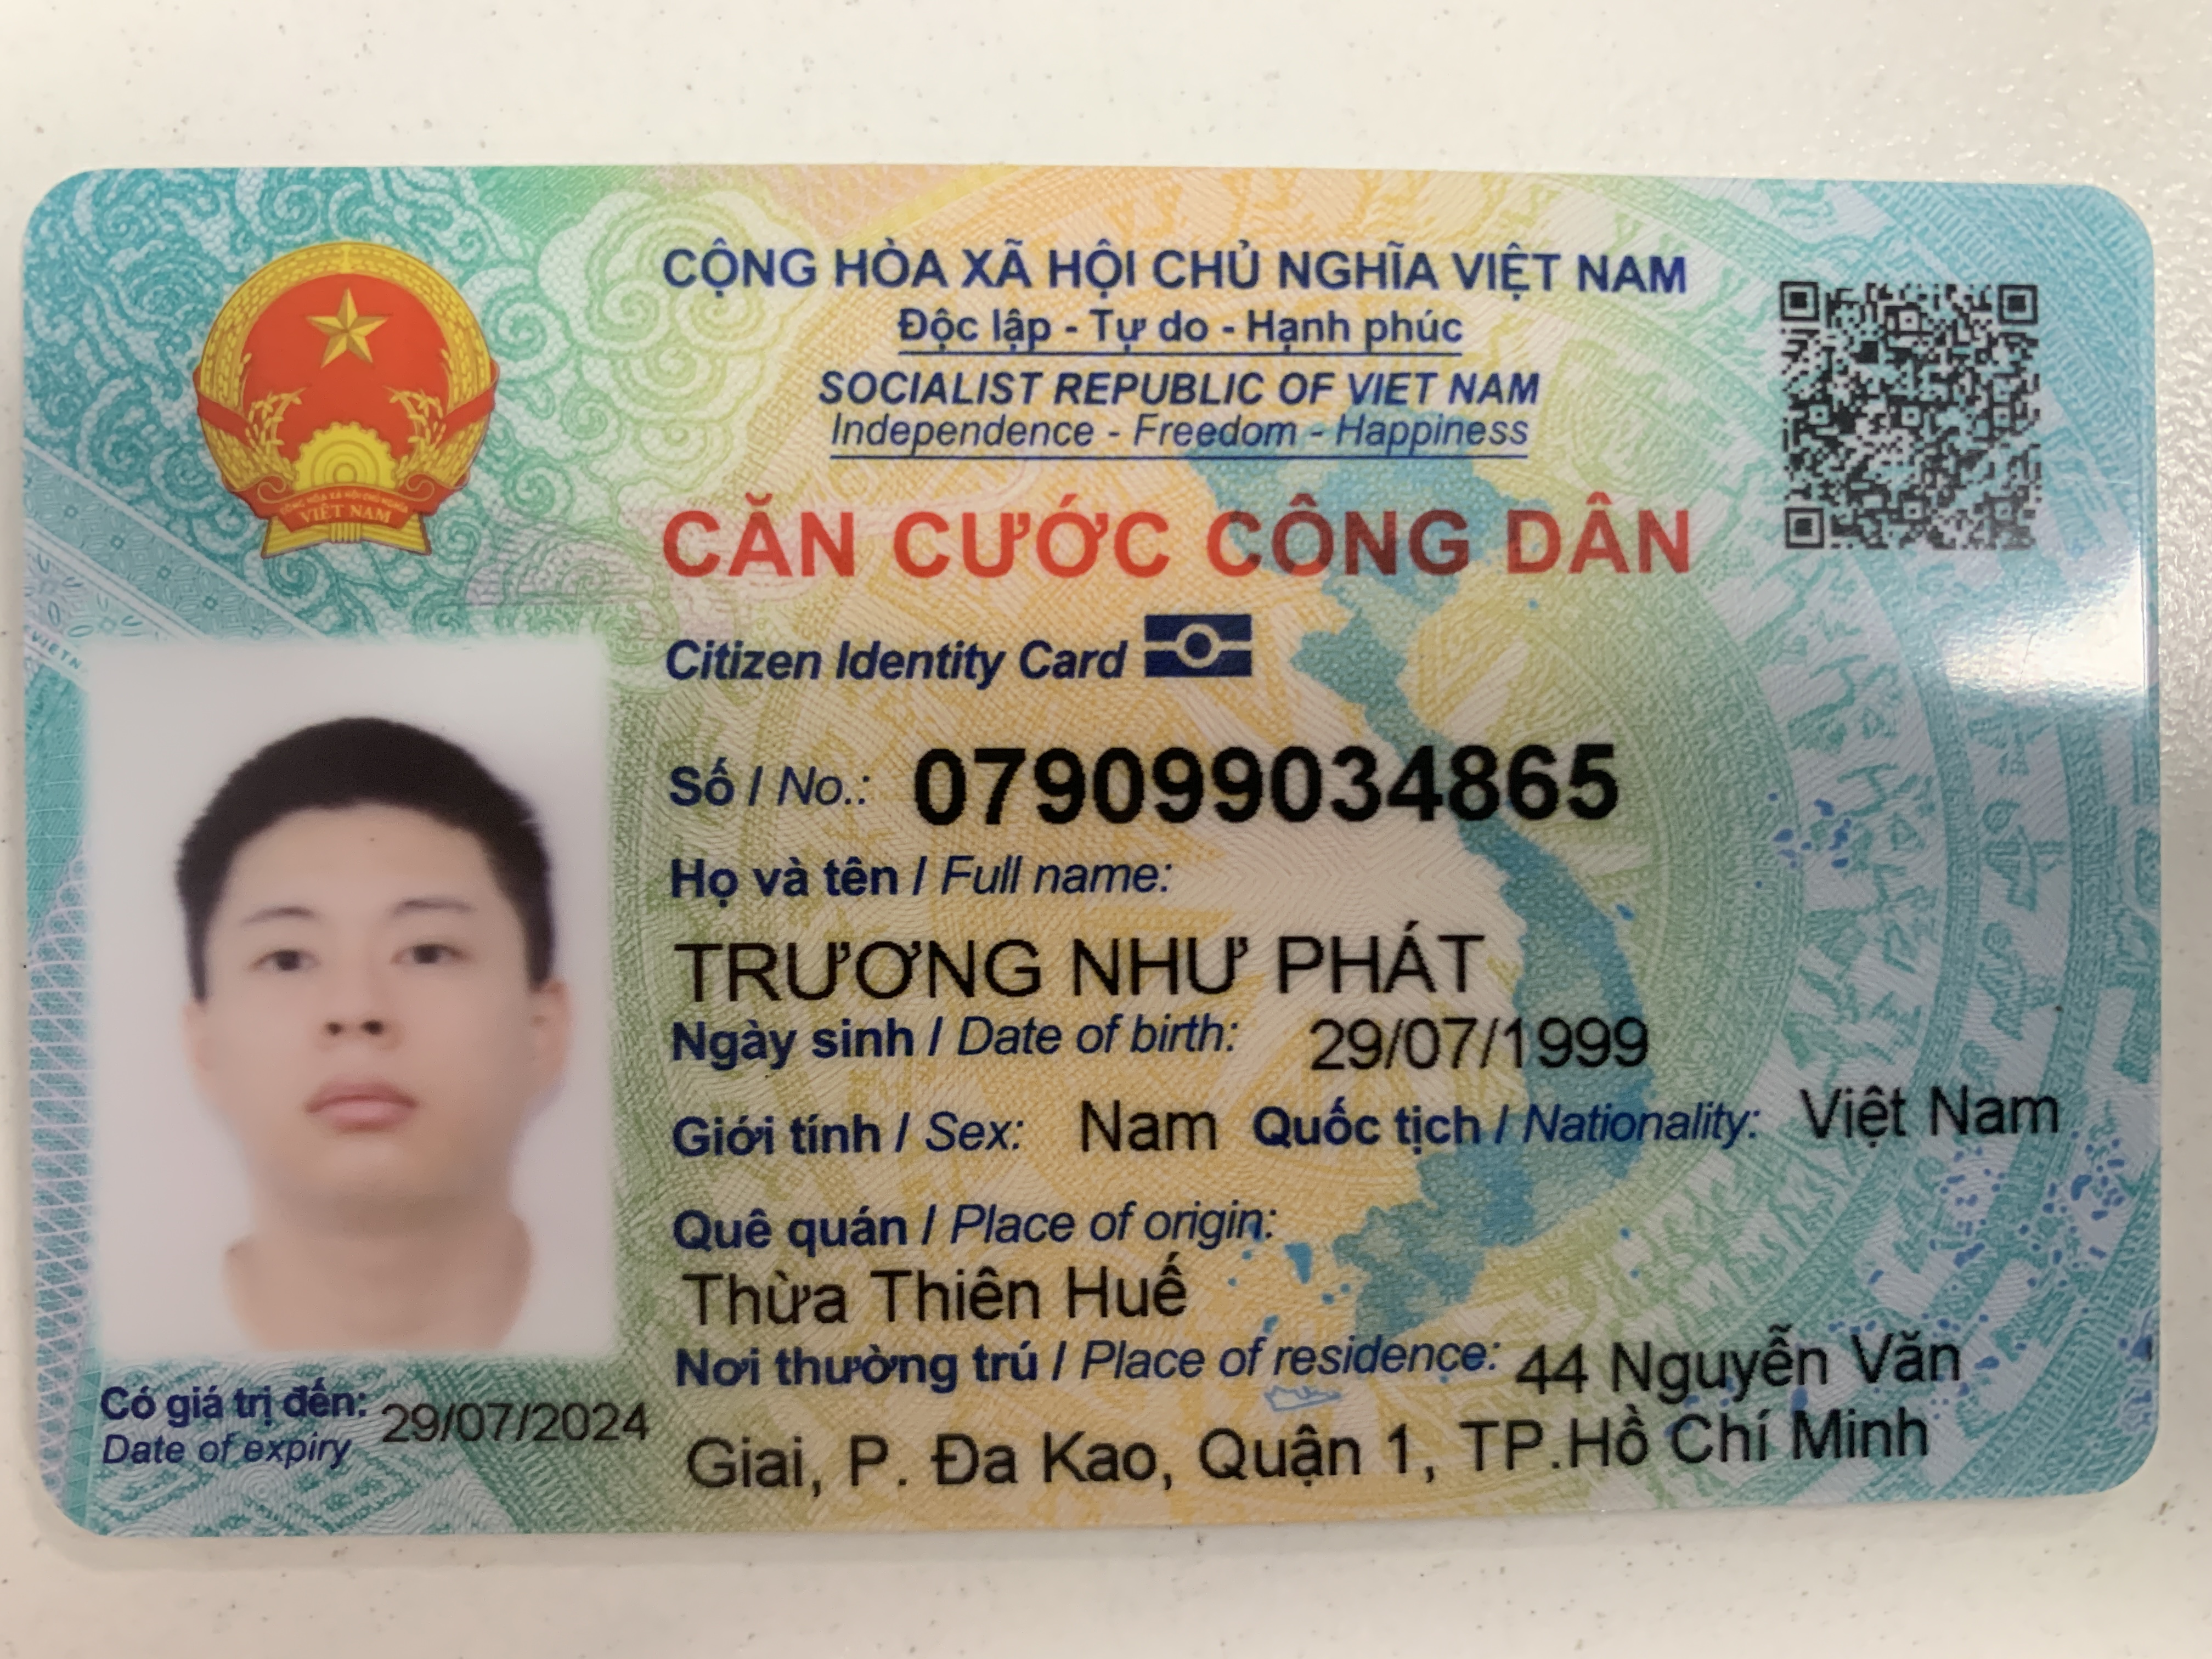 CỘNG HÒA XÃ HỘI CHỦ NGHĨA VIỆT NAM
Độc lập - Tự do - Hạnh phúc
SOCIALIST REPUBLIC OF VIET NAM
Independence - Freedom - Happiness
CĂN CƯỚC CÔNG DÂN
Citizen Identity Card
Số / No.: 079099034865
Họ và tên / Full name:
TRƯƠNG NHƯ PHÁT
Ngày sinh / Date of birth: 29/07/1999
Giới tính / Sex: Nam Quốc tịch / Nationality: Việt Nam
Quê quán / Place of origin:
Thừa Thiên Huế
Nơi thường trú / Place of residence: 44 Nguyễn Văn
Giai, P. Đa Kao, Quận 1, TP.Hồ Chí Minh
Có giá trị đến: 29/07/2024
Date of expiry
VIỆT NAM